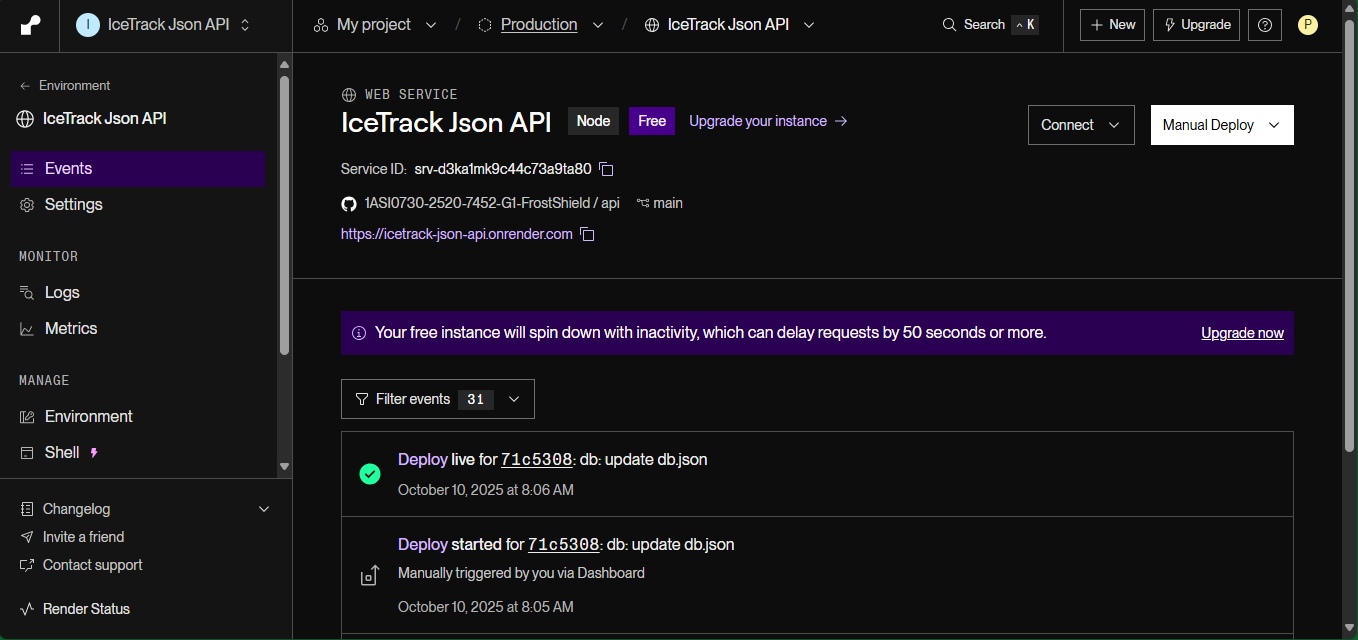 I IceTrack Json API
My project / Production / IceTrack Json API
Search ^ K
+ New
Upgrade
P
Environment
IceTrack Json API
Events
Settings
MONITOR
Logs
Metrics
MANAGE
Environment
Shell
Changelog
Invite a friend
Contact support
Render Status
WEB SERVICE
IceTrack Json API Node Free Upgrade your instance →
Connect
Manual Deploy
Service ID: srv-d3ka1mk9c44c73a9ta80
1ASI0730-2520-7452-G1-FrostShield / api main
https://icetrack-json-api.onrender.com
Your free instance will spin down with inactivity, which can delay requests by 50 seconds or more. Upgrade now
Filter events 31
Deploy live for 71c5308: db: update db.json
October 10, 2025 at 8:06 AM
Deploy started for 71c5308: db: update db.json
Manually triggered by you via Dashboard
October 10, 2025 at 8:05 AM